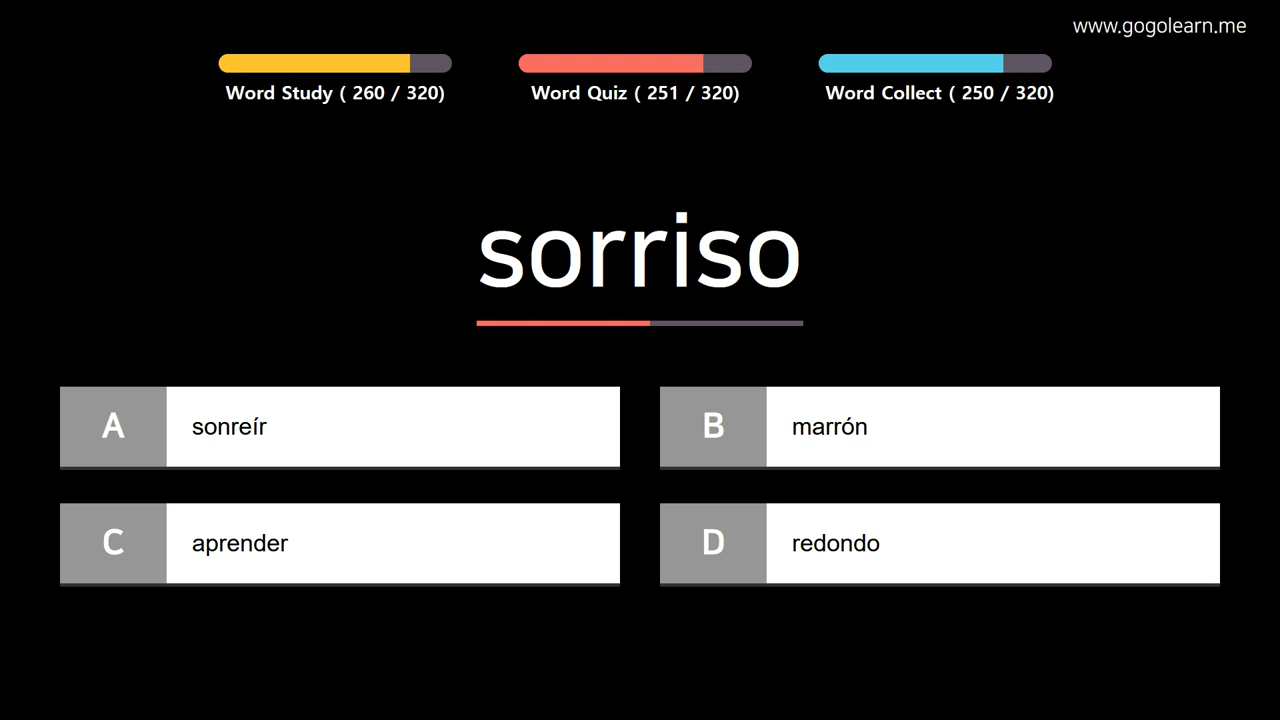 www.gogolearn.me
Word Study ( 260 / 320)
Word Quiz ( 251 / 320)
Word Collect ( 250 / 320)
sorriso
A sonreír
B marrón
C aprender
D redondo